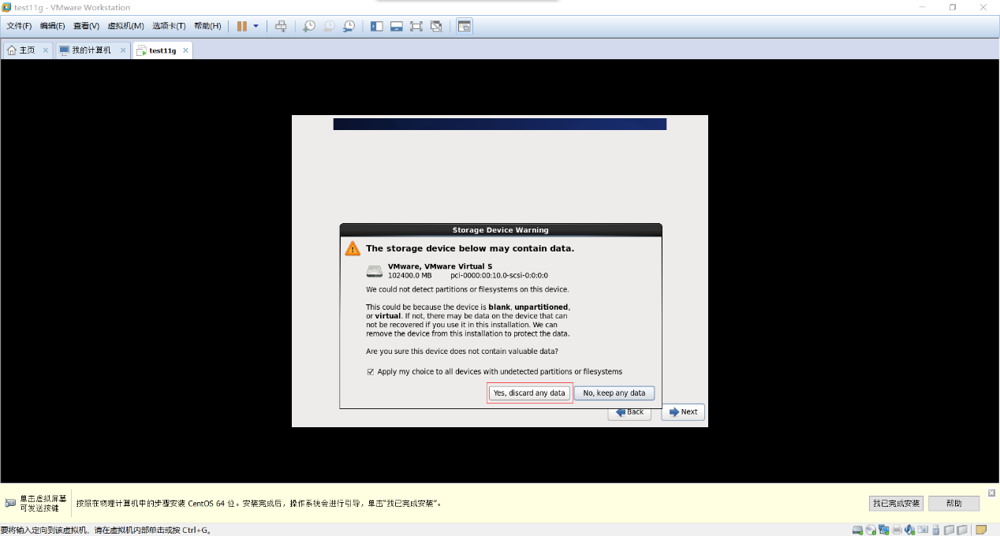 test11g - VMware Workstation
文件(F) 编辑(E) 查看(V) 虚拟机(M) 选项卡(T) 帮助(H)
主页 我的计算机 test11g
Storage Device Warning
The storage device below may contain data.
VMware, VMware Virtual S
102400.0 MB pci-0000:00:10.0-scsi-0:0:0:0
We could not detect partitions or filesystems on this device.
This could be because the device is blank, unpartitioned,
or virtual. If not, there may be data on the device that can
not be recovered if you use it in this installation. We can
remove the device from this installation to protect the data.
Are you sure this device does not contain valuable data?
Apply my choice to all devices with undetected partitions or filesystems
Yes, discard any data No, keep any data
Back Next
单击虚拟屏幕
可发送按键
按照在物理计算机中的步骤安装 CentOS 64 位。安装完成后，操作系统会进行引导，单击“我已完成安装”。
我已完成安装 帮助
要将输入定向到该虚拟机，请在虚拟机内部单击或按 Ctrl+G。